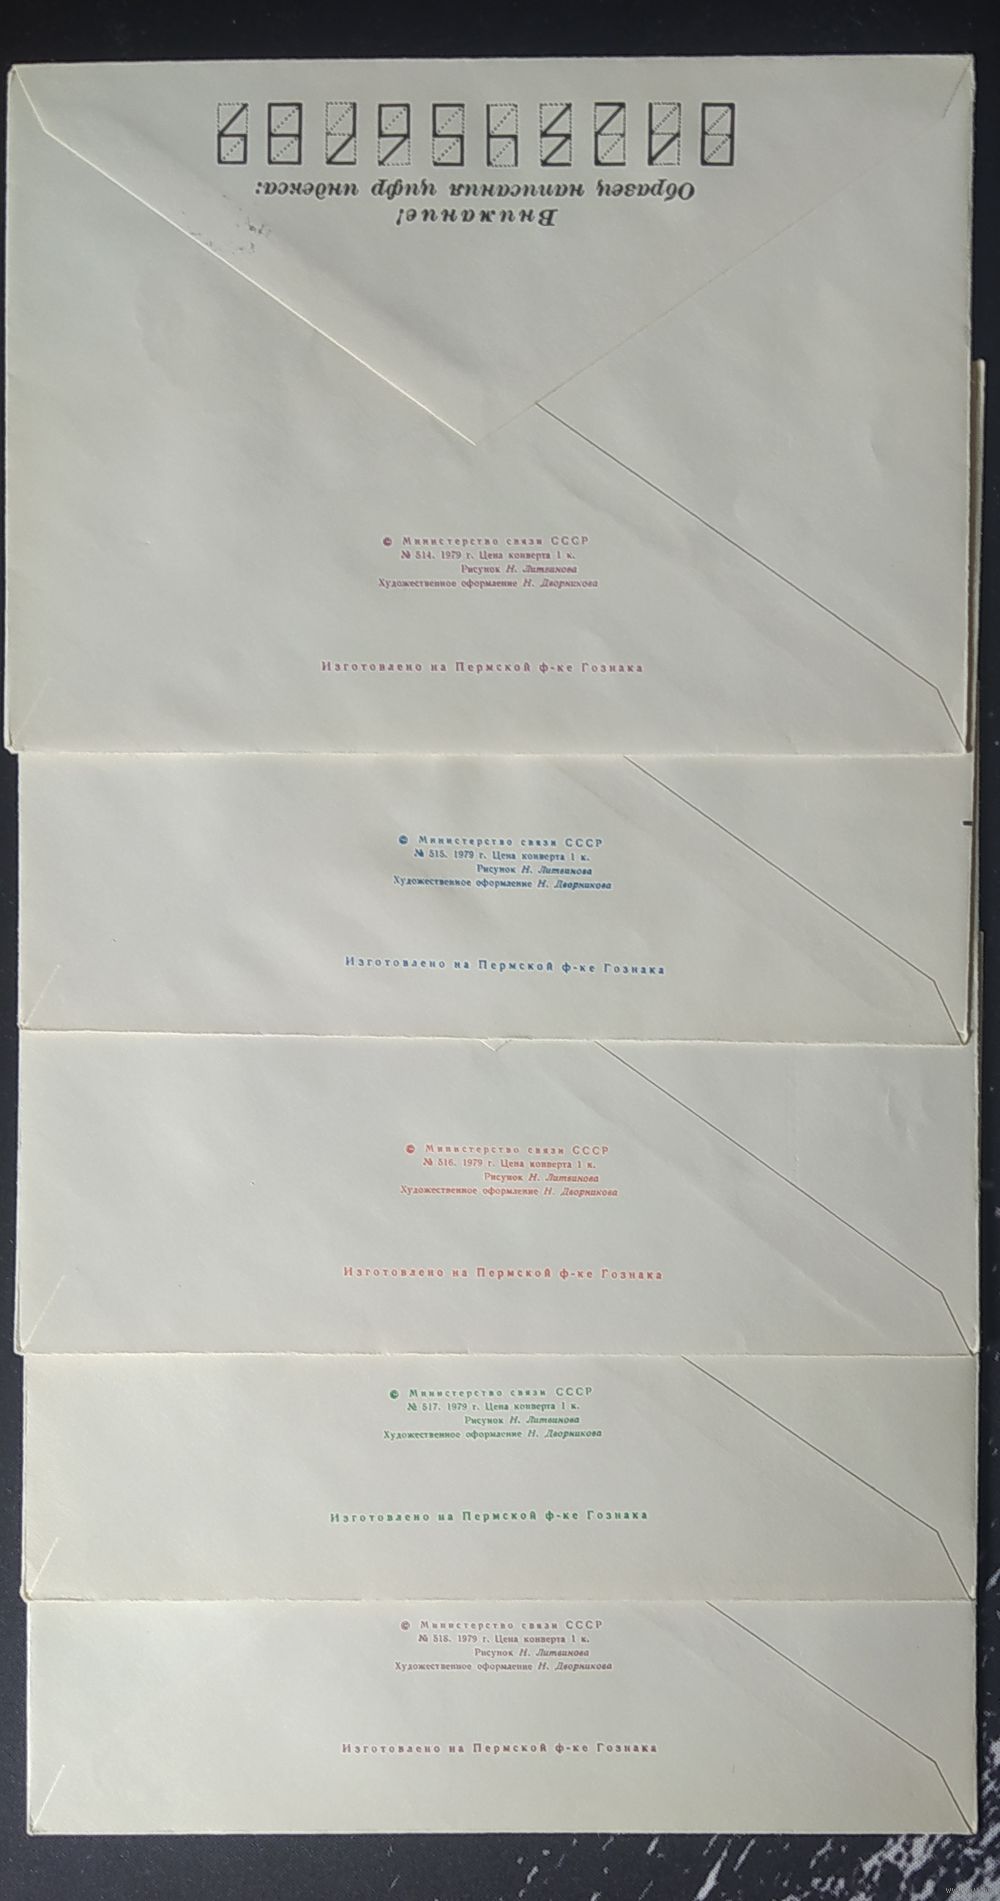 0123456789
Образец написания цифр индекса:
Внимание!
© Министерство связи СССР
№ 514. 1979 г. Цена конверта 1 к.
Рисунок Н. Литвинова
Художественное оформление Н. Дворникова
Изготовлено на Пермской ф-ке Гознака
© Министерство связи СССР
№ 515. 1979 г. Цена конверта 1 к.
Рисунок Н. Литвинова
Художественное оформление Н. Дворникова
Изготовлено на Пермской ф-ке Гознака
© Министерство связи СССР
№ 516. 1979 г. Цена конверта 1 к.
Рисунок Н. Литвинова
Художественное оформление Н. Дворникова
Изготовлено на Пермской ф-ке Гознака
© Министерство связи СССР
№ 517. 1979 г. Цена конверта 1 к.
Рисунок Н. Литвинова
Художественное оформление Н. Дворникова
Изготовлено на Пермской ф-ке Гознака
© Министерство связи СССР
№ 518. 1979 г. Цена конверта 1 к.
Рисунок Н. Литвинова
Художественное оформление Н. Дворникова
Изготовлено на Пермской ф-ке Гознака